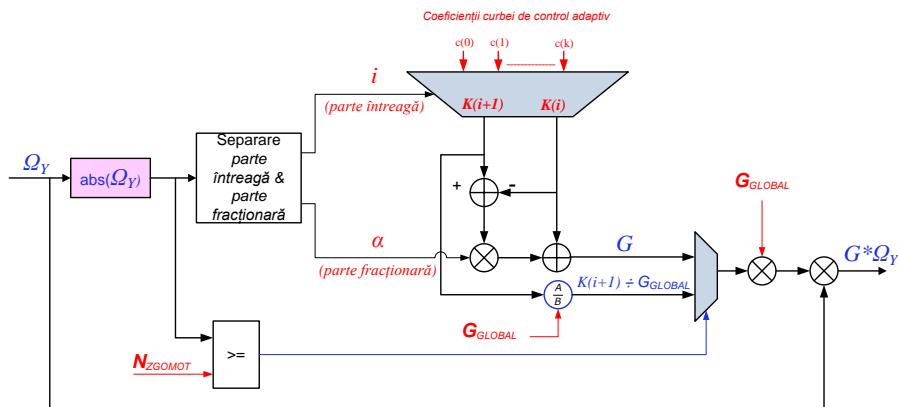 Coeficienții curbei de control adaptiv
c(0) c(1) c(k)
i
(parte întreagă)
K(i+1) K(i)
Separare
parte
întreagă &
parte
fracționară
Ω_Y
abs(Ω_Y)
+ -
G_GLOBAL
α
(parte fracționară)
G
G*Ω_Y
A
B
K(i+1) ÷ G_GLOBAL
G_GLOBAL
N_ZGOMOT
>=